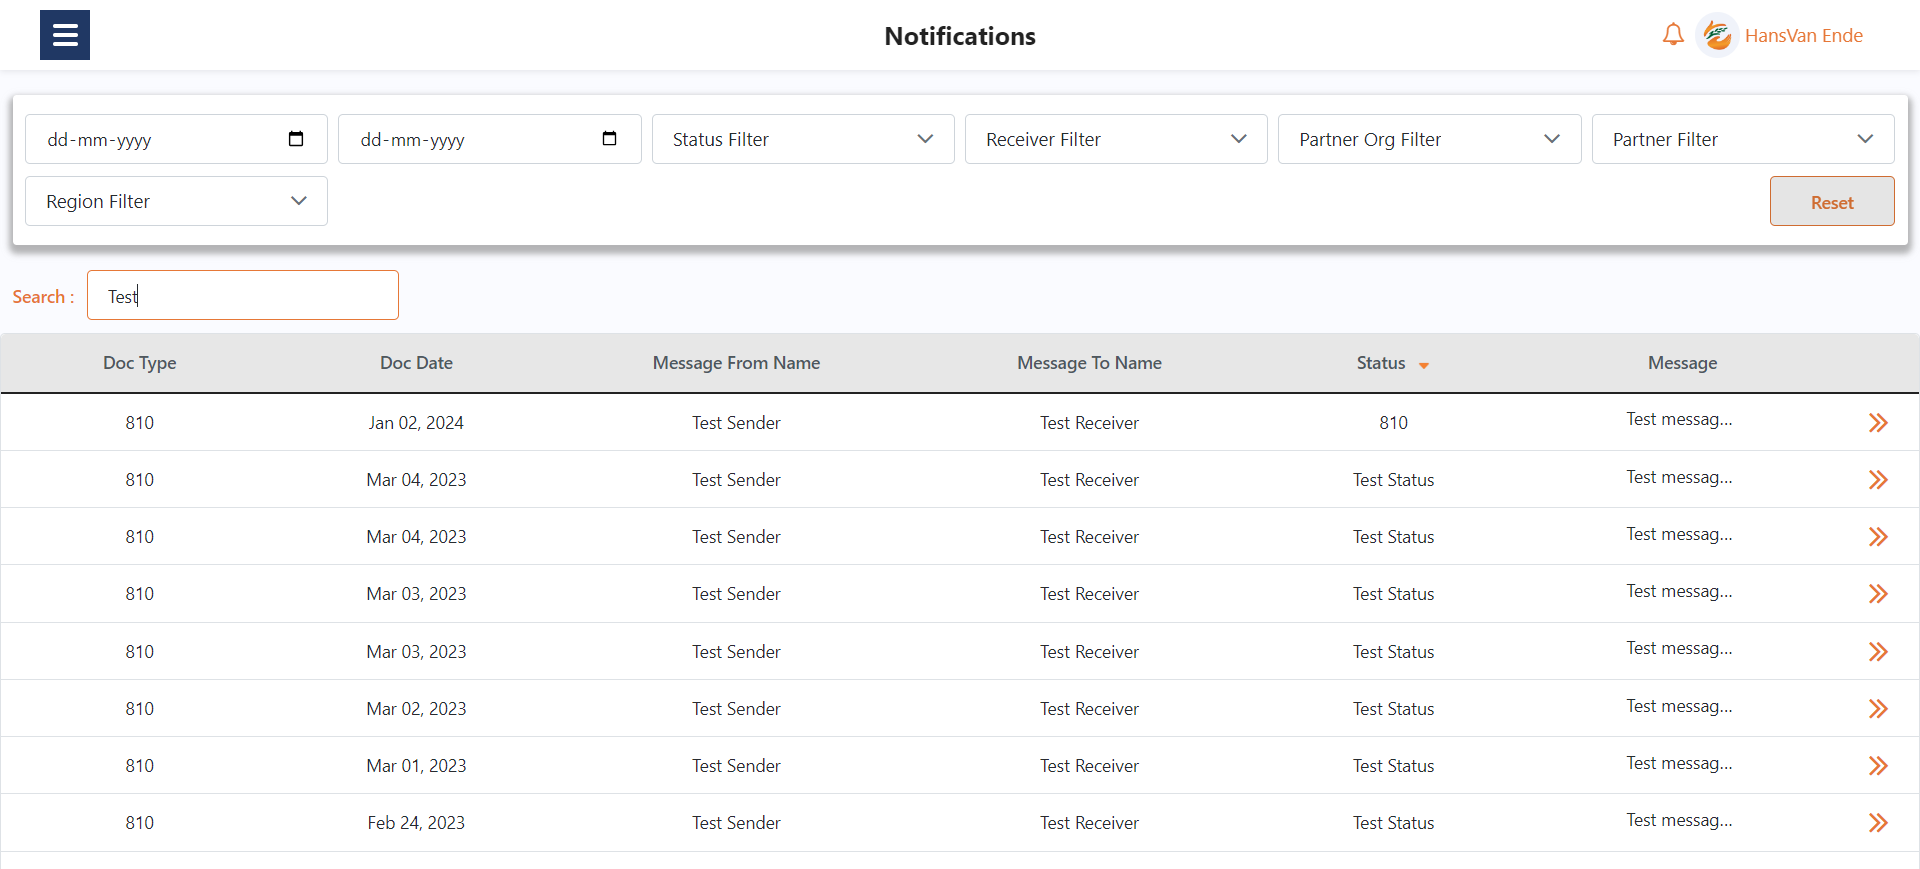 Notifications
HansVan Ende
dd-mm-yyyy dd-mm-yyyy Status Filter Receiver Filter Partner Org Filter Partner Filter
Region Filter Reset
Search : Test
Doc Type Doc Date Message From Name Message To Name Status Message
810 Jan 02, 2024 Test Sender Test Receiver 810 Test messag...
810 Mar 04, 2023 Test Sender Test Receiver Test Status Test messag...
810 Mar 04, 2023 Test Sender Test Receiver Test Status Test messag...
810 Mar 03, 2023 Test Sender Test Receiver Test Status Test messag...
810 Mar 03, 2023 Test Sender Test Receiver Test Status Test messag...
810 Mar 02, 2023 Test Sender Test Receiver Test Status Test messag...
810 Mar 01, 2023 Test Sender Test Receiver Test Status Test messag...
810 Feb 24, 2023 Test Sender Test Receiver Test Status Test messag...